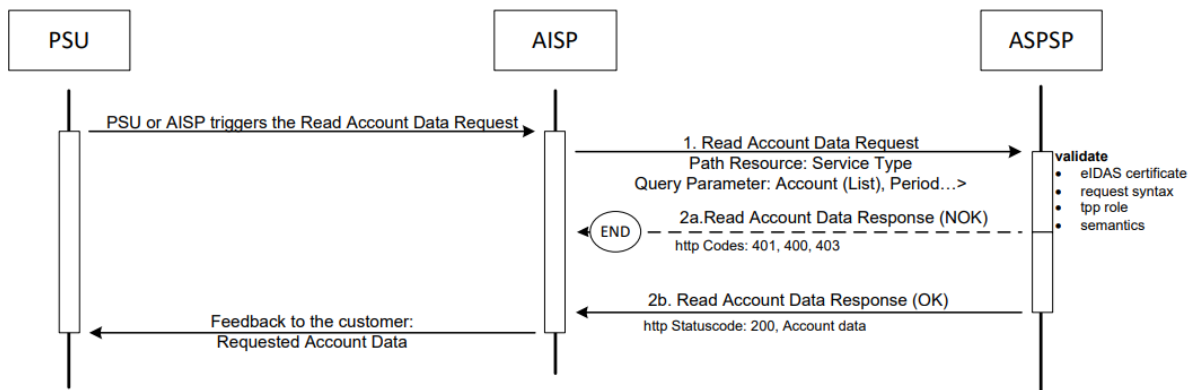 PSU
AISP
ASPSP
PSU or AISP triggers the Read Account Data Request
1. Read Account Data Request
Path Resource: Service Type
Query Parameter: Account (List), Period…>
validate
• eIDAS certificate
• request syntax
• tpp role
• semantics
2a.Read Account Data Response (NOK)
END
http Codes: 401, 400, 403
2b. Read Account Data Response (OK)
http Statuscode: 200, Account data
Feedback to the customer:
Requested Account Data